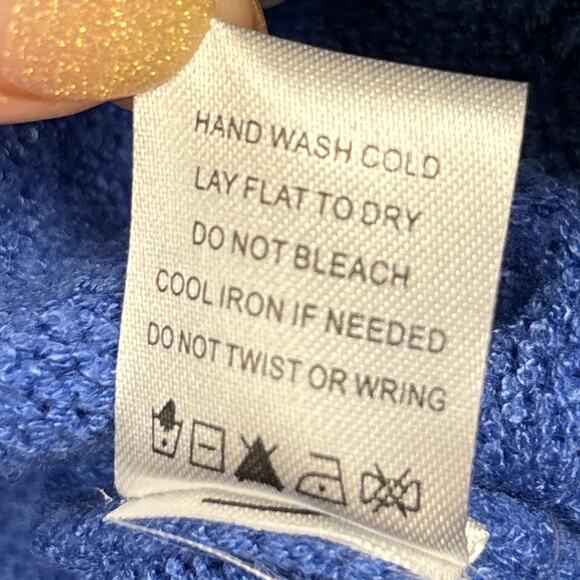 HAND WASH COLD
LAY FLAT TO DRY
DO NOT BLEACH
COOL IRON IF NEEDED
DO NOT TWIST OR WRING